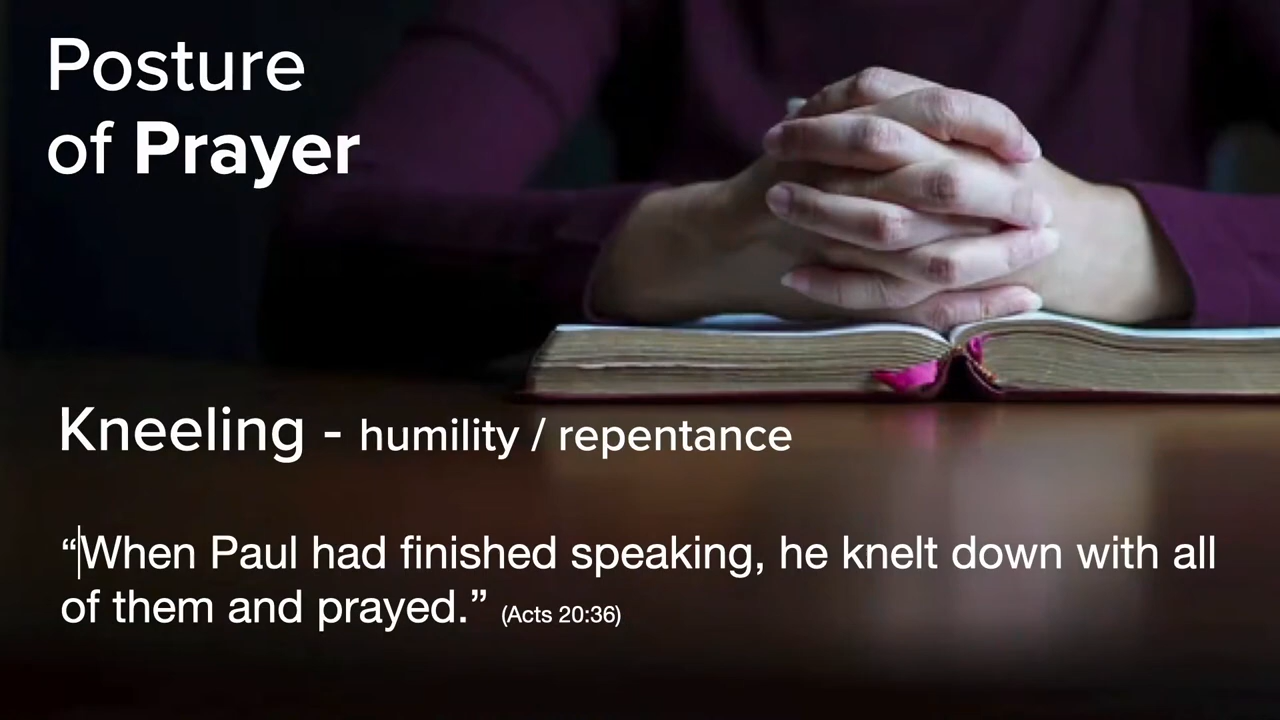 Posture
of Prayer
Kneeling - humility / repentance
“When Paul had finished speaking, he knelt down with all
of them and prayed.” (Acts 20:36)